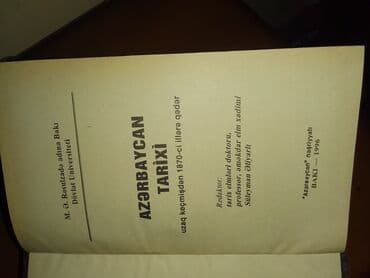 M. Ə. Rəsulzadə adına Bakı
Dövlət Universiteti
AZƏRBAYCAN
TARİXİ
uzaq keçmişdən 1870-ci illərə qədər
Redaktor:
tarix elmləri doktoru,
professor, əməkdar elm xadimi
Süleyman Əliyarlı
"Azərbaycan" nəşriyyatı
BAKI — 1996